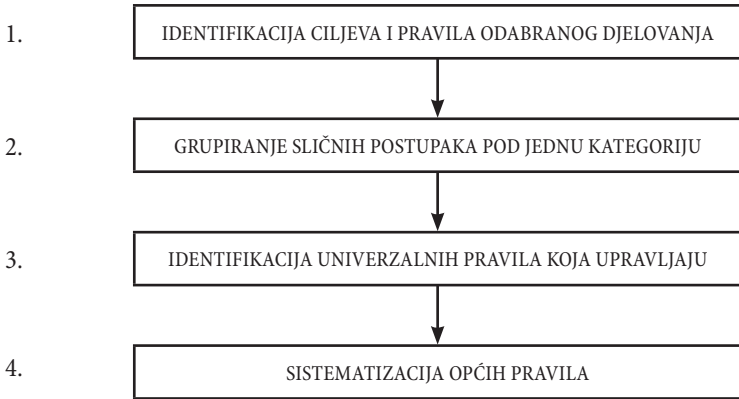 1. IDENTIFIKACIJA CILJEVA I PRAVILA ODABRANOG DJELOVANJA
2. GRUPIRANJE SLIČNIH POSTUPAKA POD JEDNU KATEGORIJU
3. IDENTIFIKACIJA UNIVERZALNIH PRAVILA KOJA UPRAVLJAJU
4. SISTEMATIZACIJA OPĆIH PRAVILA